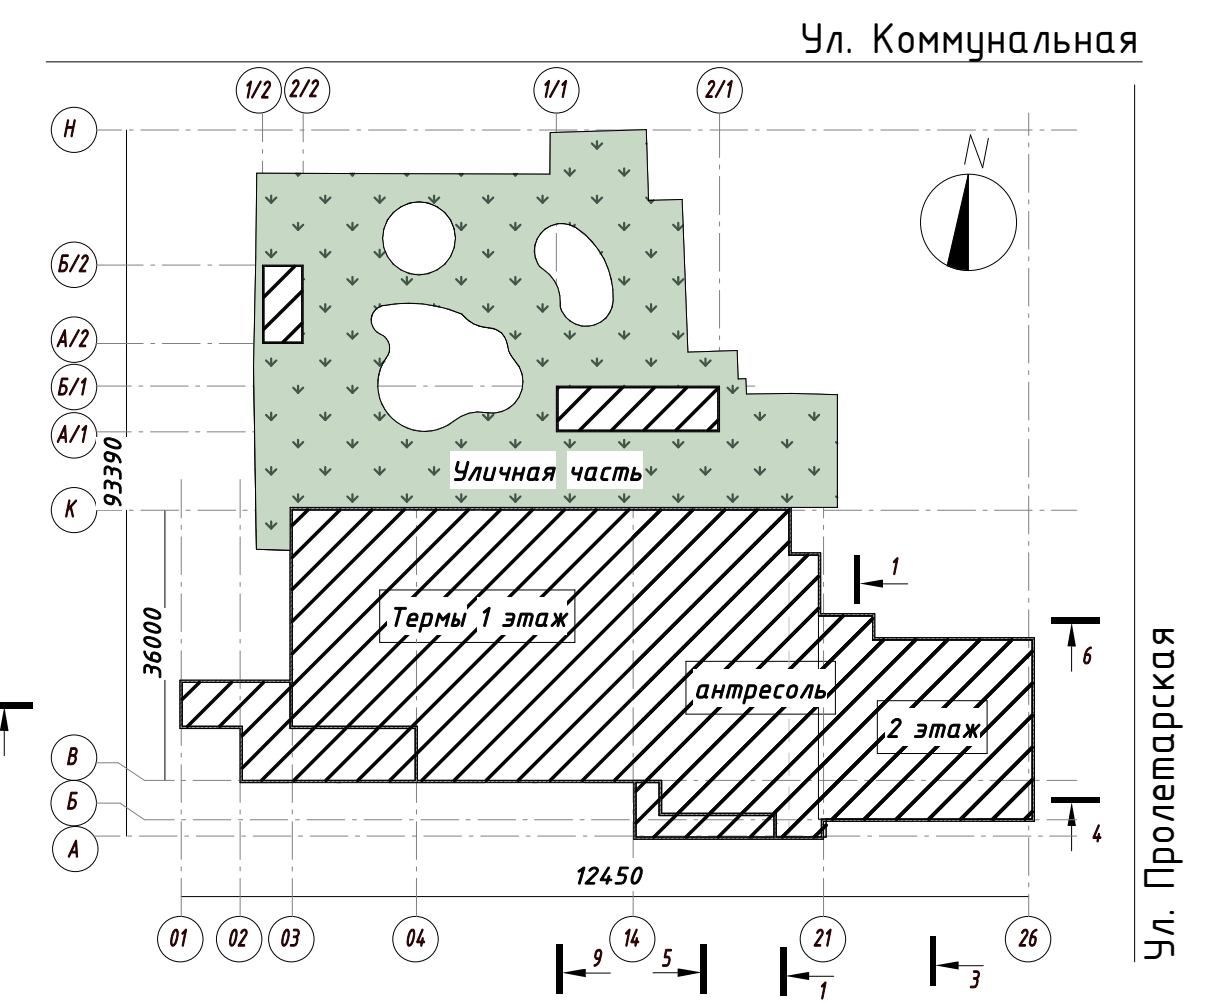 Ул. Коммунальная
1/2 2/2 1/1 2/1
Н
N
Б/2
А/2
Б/1
А/1
93390
Уличная часть
К
1
36000
Термы 1 этаж
6
антресоль
2 этаж
Ул. Пролетарская
В
Б
4
А
12450
01 02 03 04 14 21 26
9 5 1 3